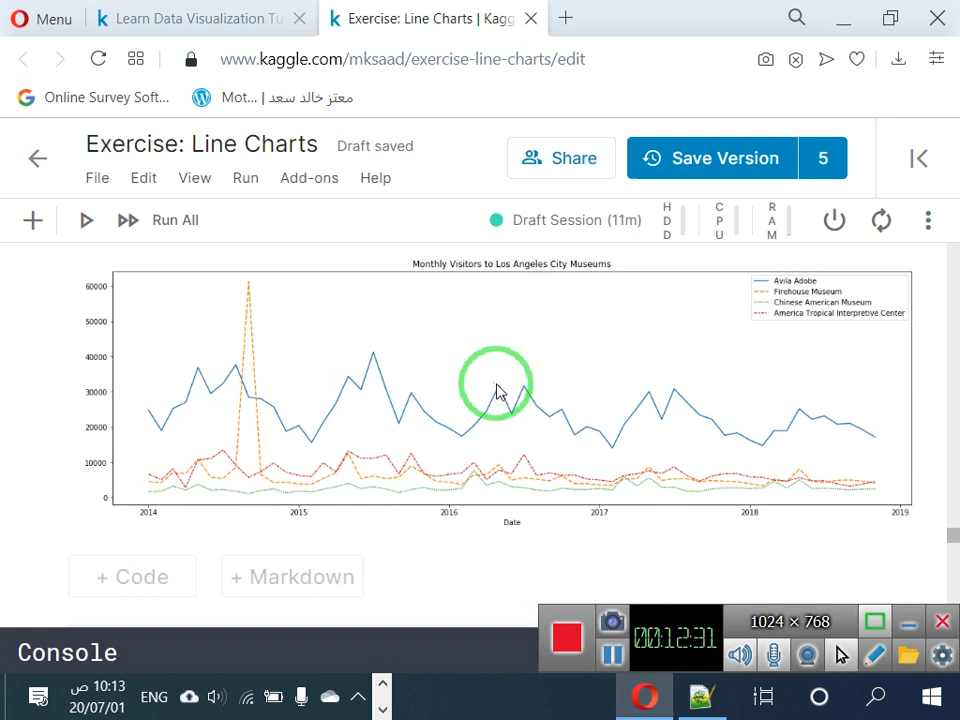 Menu
Learn Data Visualization Tu
Exercise: Line Charts | Kagg
www.kaggle.com/mksaad/exercise-line-charts/edit
Online Survey Soft...
Mot... | معتز خالد سعد
Exercise: Line Charts
Draft saved
Share
Save Version
5
File
Edit
View
Run
Add-ons
Help
Run All
Draft Session (11m)
HDD
CPU
RAM
Monthly Visitors to Los Angeles City Museums
Avila Adobe
Firehouse Museum
Chinese American Museum
America Tropical Interpretive Center
60000
50000
40000
30000
20000
10000
0
2014
2015
2016
2017
2018
2019
Date
+ Code
+ Markdown
1024 × 768
00:12:31
Console
10:13 ص
ENG
20/07/01